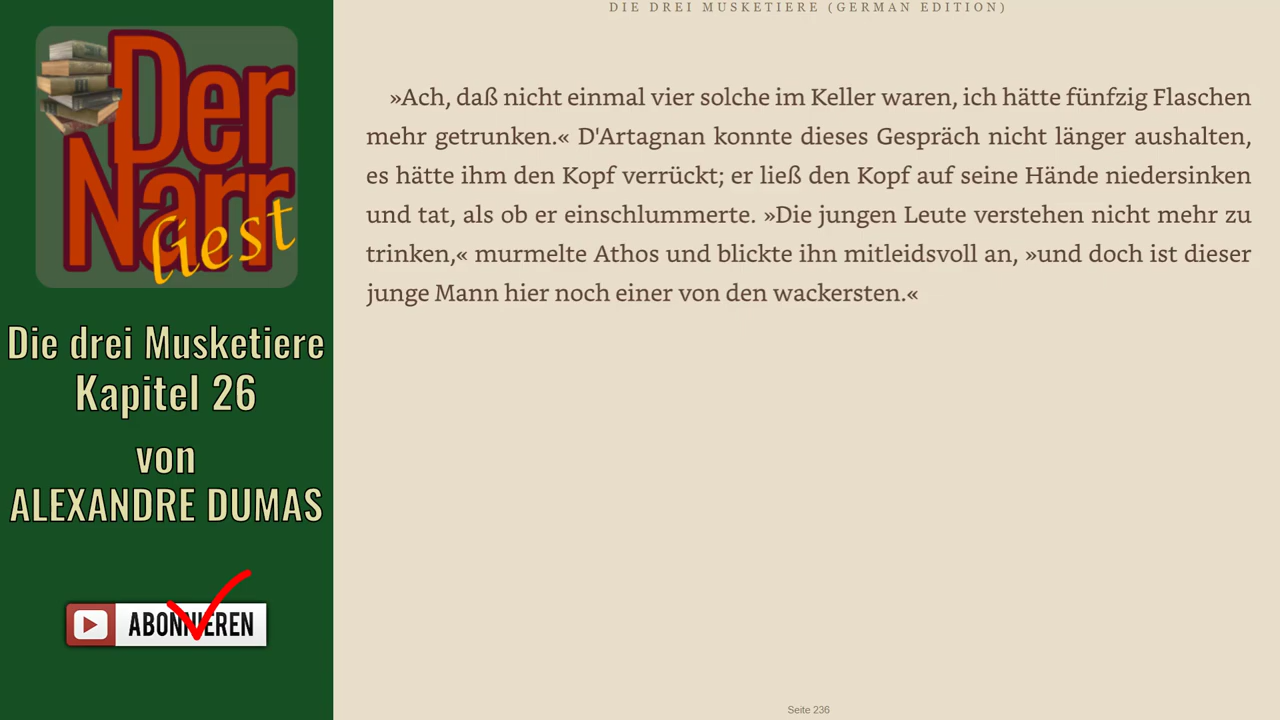 Der
Narr
liest
Die drei Musketiere
Kapitel 26
von
ALEXANDRE DUMAS
ABONNIEREN
DIE DREI MUSKETIERE (GERMAN EDITION)
»Ach, daß nicht einmal vier solche im Keller waren, ich hätte fünfzig Flaschen
mehr getrunken.« D'Artagnan konnte dieses Gespräch nicht länger aushalten,
es hätte ihm den Kopf verrückt; er ließ den Kopf auf seine Hände niedersinken
und tat, als ob er einschlummerte. »Die jungen Leute verstehen nicht mehr zu
trinken,« murmelte Athos und blickte ihn mitleidsvoll an, »und doch ist dieser
junge Mann hier noch einer von den wackersten.«
Seite 236